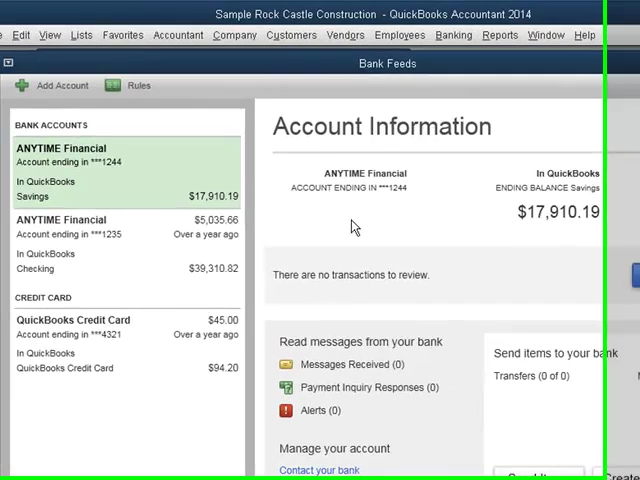 Sample Rock Castle Construction - QuickBooks Accountant 2014
Edit View Lists Favorites Accountant Company Customers Vendors Employees Banking Reports Window Help
Bank Feeds
Add Account Rules
BANK ACCOUNTS
ANYTIME Financial
Account ending in ***1244
In QuickBooks
Savings $17,910.19
ANYTIME Financial $5,035.66
Account ending in ***1235 Over a year ago
In QuickBooks
Checking $39,310.82
CREDIT CARD
QuickBooks Credit Card $45.00
Account ending in ***4321 Over a year ago
In QuickBooks
QuickBooks Credit Card $94.20
Account Information
ANYTIME Financial In QuickBooks
ACCOUNT ENDING IN ***1244 ENDING BALANCE Savings
$17,910.19
There are no transactions to review.
Read messages from your bank
Messages Received (0)
Payment Inquiry Responses (0)
Alerts (0)
Manage your account
Contact your bank
Send items to your bank
Transfers (0 of 0)